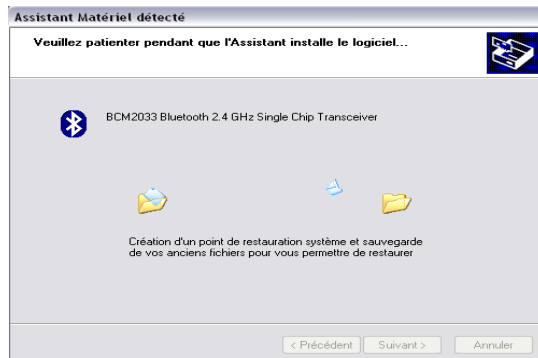 Assistant Matériel détecté
Veuillez patienter pendant que l'Assistant installe le logiciel...
BCM2033 Bluetooth 2.4 GHz Single Chip Transceiver
Création d'un point de restauration système et sauvegarde
de vos anciens fichiers pour vous permettre de restaurer
< Précédent Suivant > Annuler